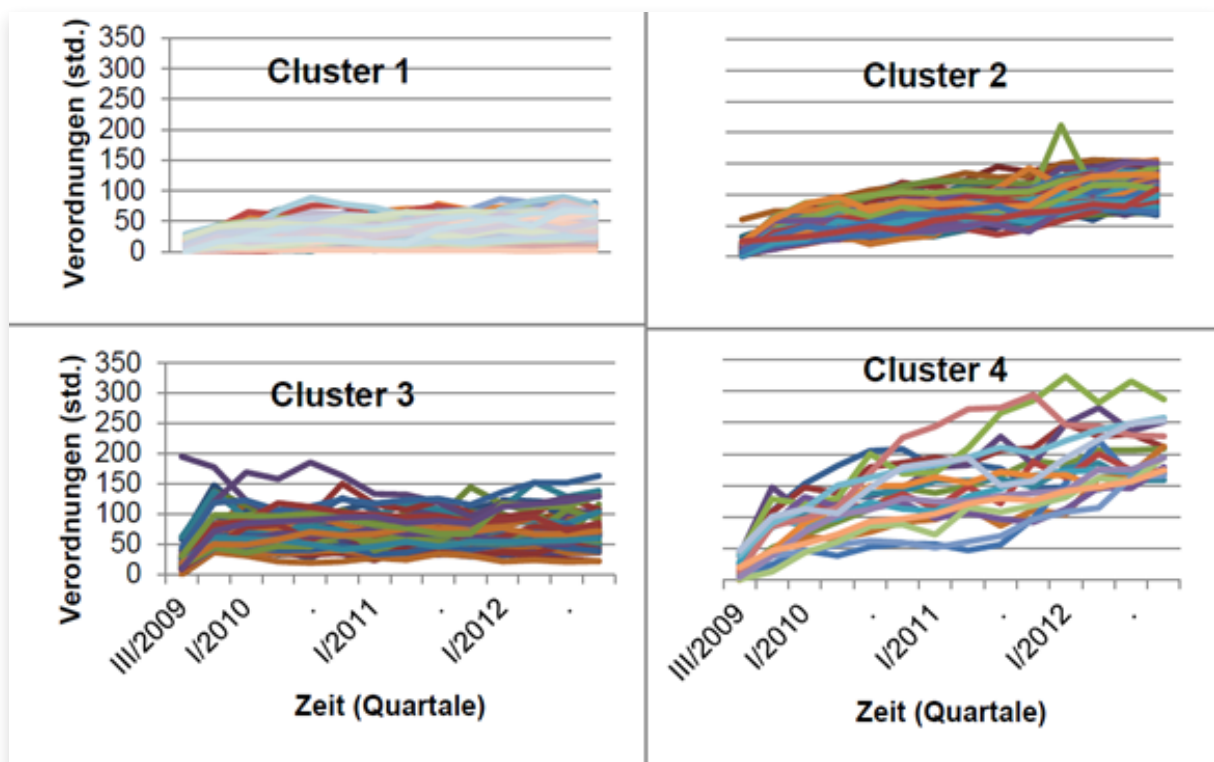 Verordnungen (std.)
350
300
250
200
150
100
50
0
Cluster 1
Cluster 2
Verordnungen (std.)
350
300
250
200
150
100
50
0
Cluster 3
III/2009
I/2010
.
I/2011
.
I/2012
.
Zeit (Quartale)
Cluster 4
III/2009
I/2010
.
I/2011
.
I/2012
.
Zeit (Quartale)